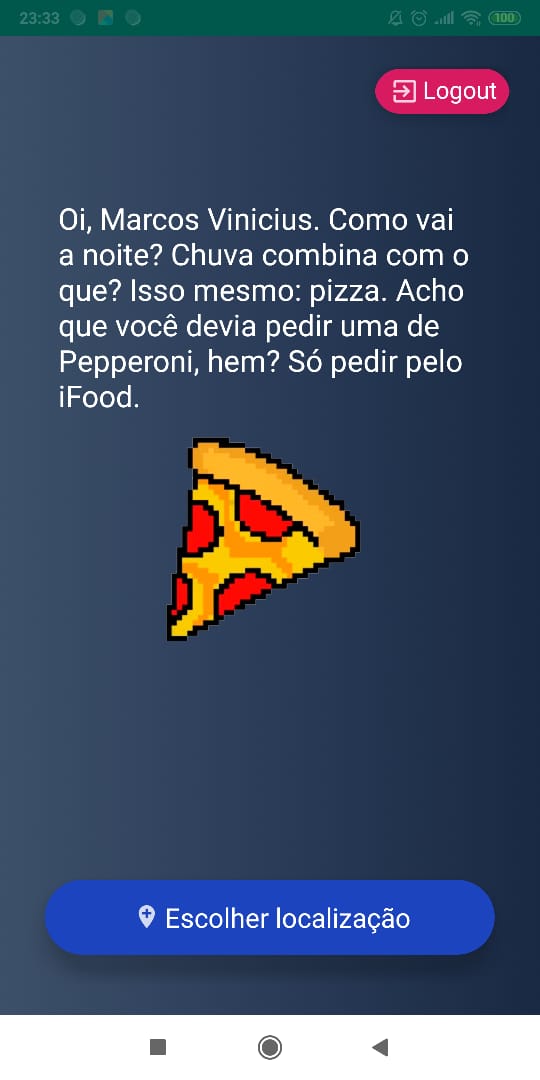 23:33
100
Logout
Oi, Marcos Vinicius. Como vai
a noite? Chuva combina com o
que? Isso mesmo: pizza. Acho
que você devia pedir uma de
Pepperoni, hem? Só pedir pelo
iFood.
Escolher localização